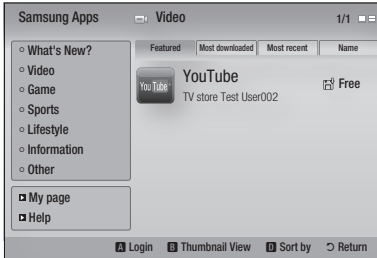 Samsung Apps
Video
1/1
What's New?
Video
Game
Sports
Lifestyle
Information
Other
My page
Help
Featured
Most downloaded
Most recent
Name
You Tube
YouTube
TV store Test User002
Free
A Login B Thumbnail View D Sort by Return